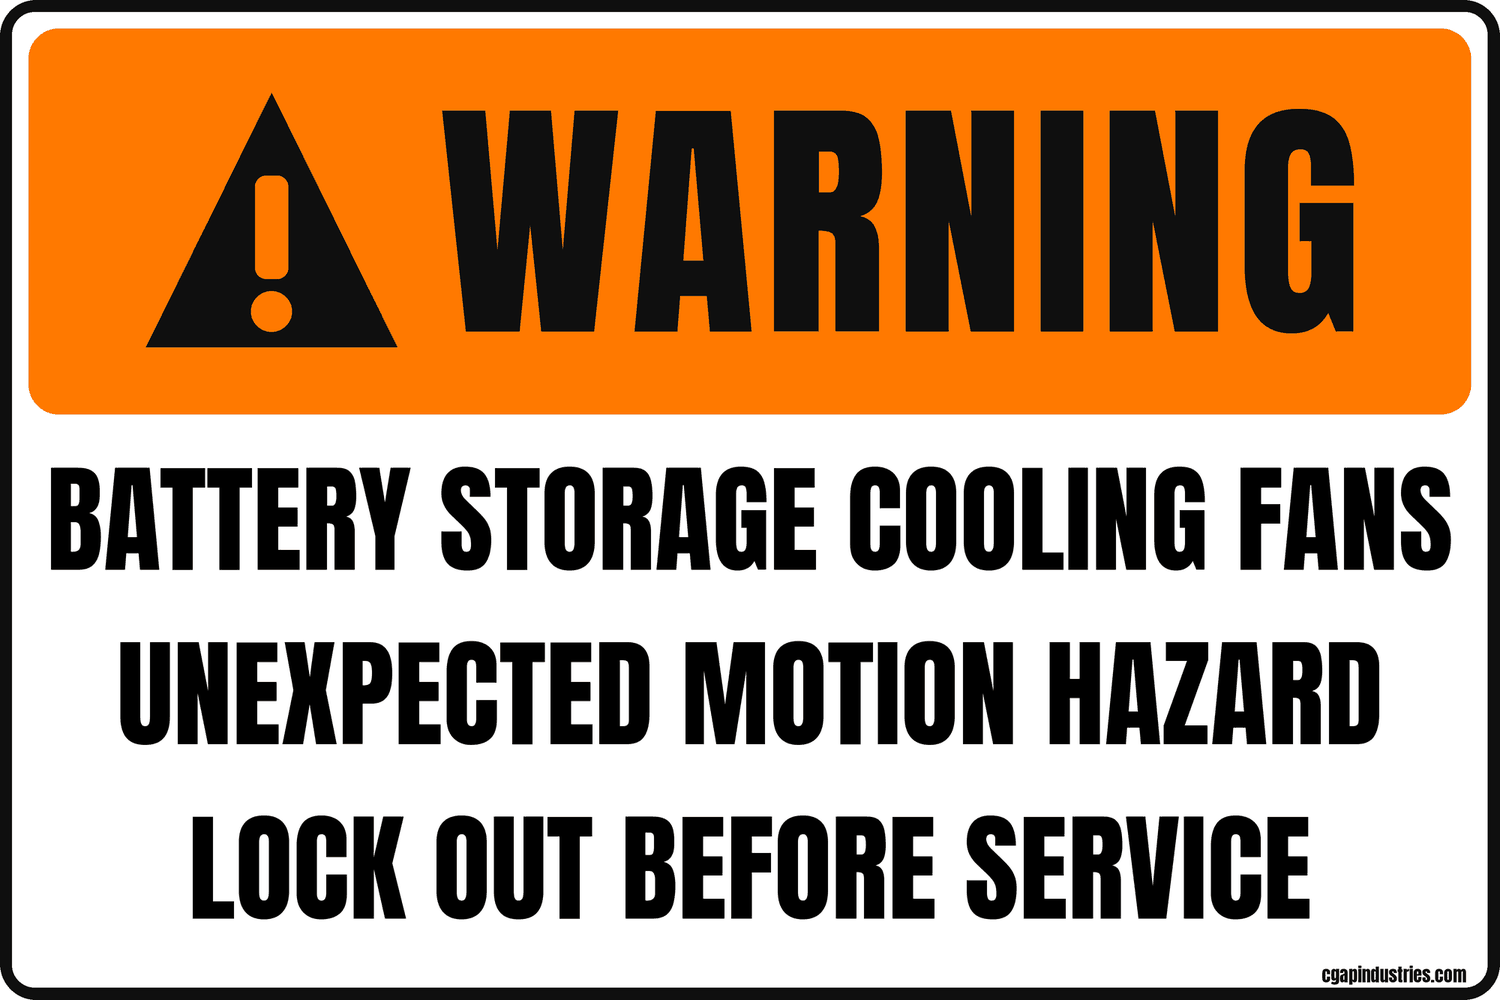 WARNING
BATTERY STORAGE COOLING FANS
UNEXPECTED MOTION HAZARD
LOCK OUT BEFORE SERVICE
cgapindustries.com